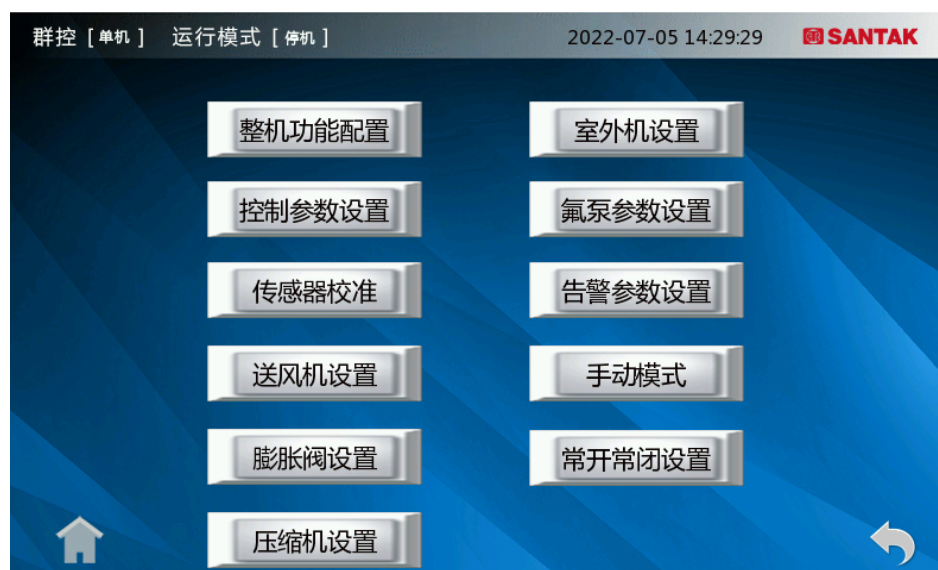 群控 [ 单机 ] 运行模式 [ 停机 ] 2022-07-05 14:29:29 SANTAK
整机功能配置 室外机设置
控制参数设置 氟泵参数设置
传感器校准 告警参数设置
送风机设置 手动模式
膨胀阀设置 常开常闭设置
压缩机设置